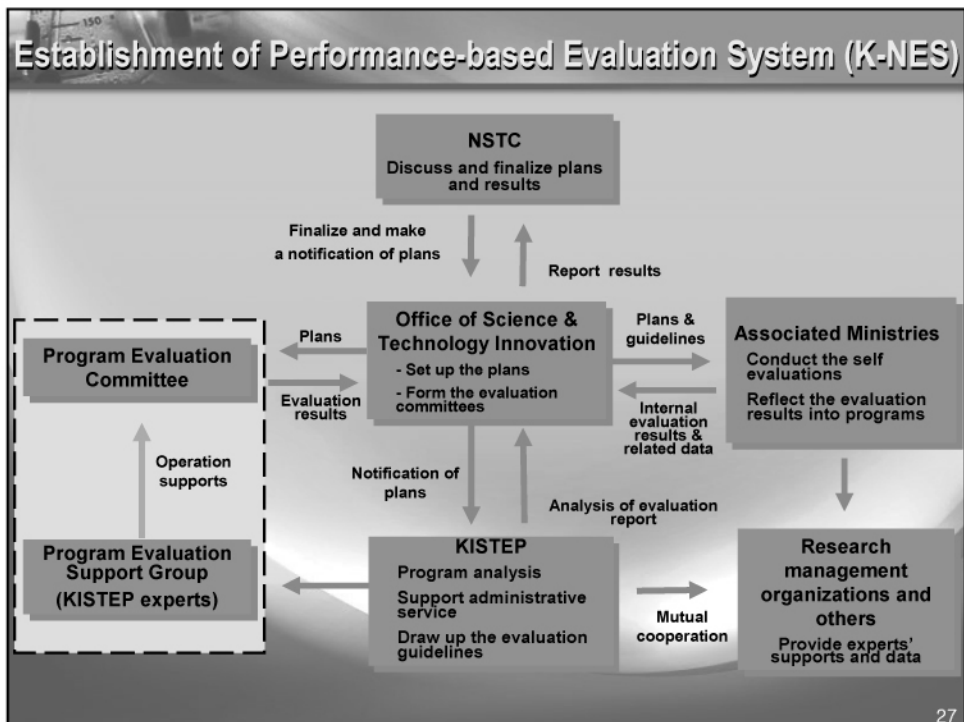 150
Establishment of Performance-based Evaluation System (K-NES)
NSTC
Discuss and finalize plans
and results
Finalize and make
a notification of plans
Report results
Program Evaluation
Committee
Plans
Evaluation
results
Office of Science &
Technology Innovation
- Set up the plans
- Form the evaluation
committees
Plans &
guidelines
Internal
evaluation
results &
related data
Associated Ministries
Conduct the self
evaluations
Reflect the evaluation
results into programs
Operation
supports
Notification of
plans
Analysis of evaluation
report
Program Evaluation
Support Group
(KISTEP experts)
KISTEP
Program analysis
Support administrative
service
Draw up the evaluation
guidelines
Mutual
cooperation
Research
management
organizations and
others
Provide experts'
supports and data
27